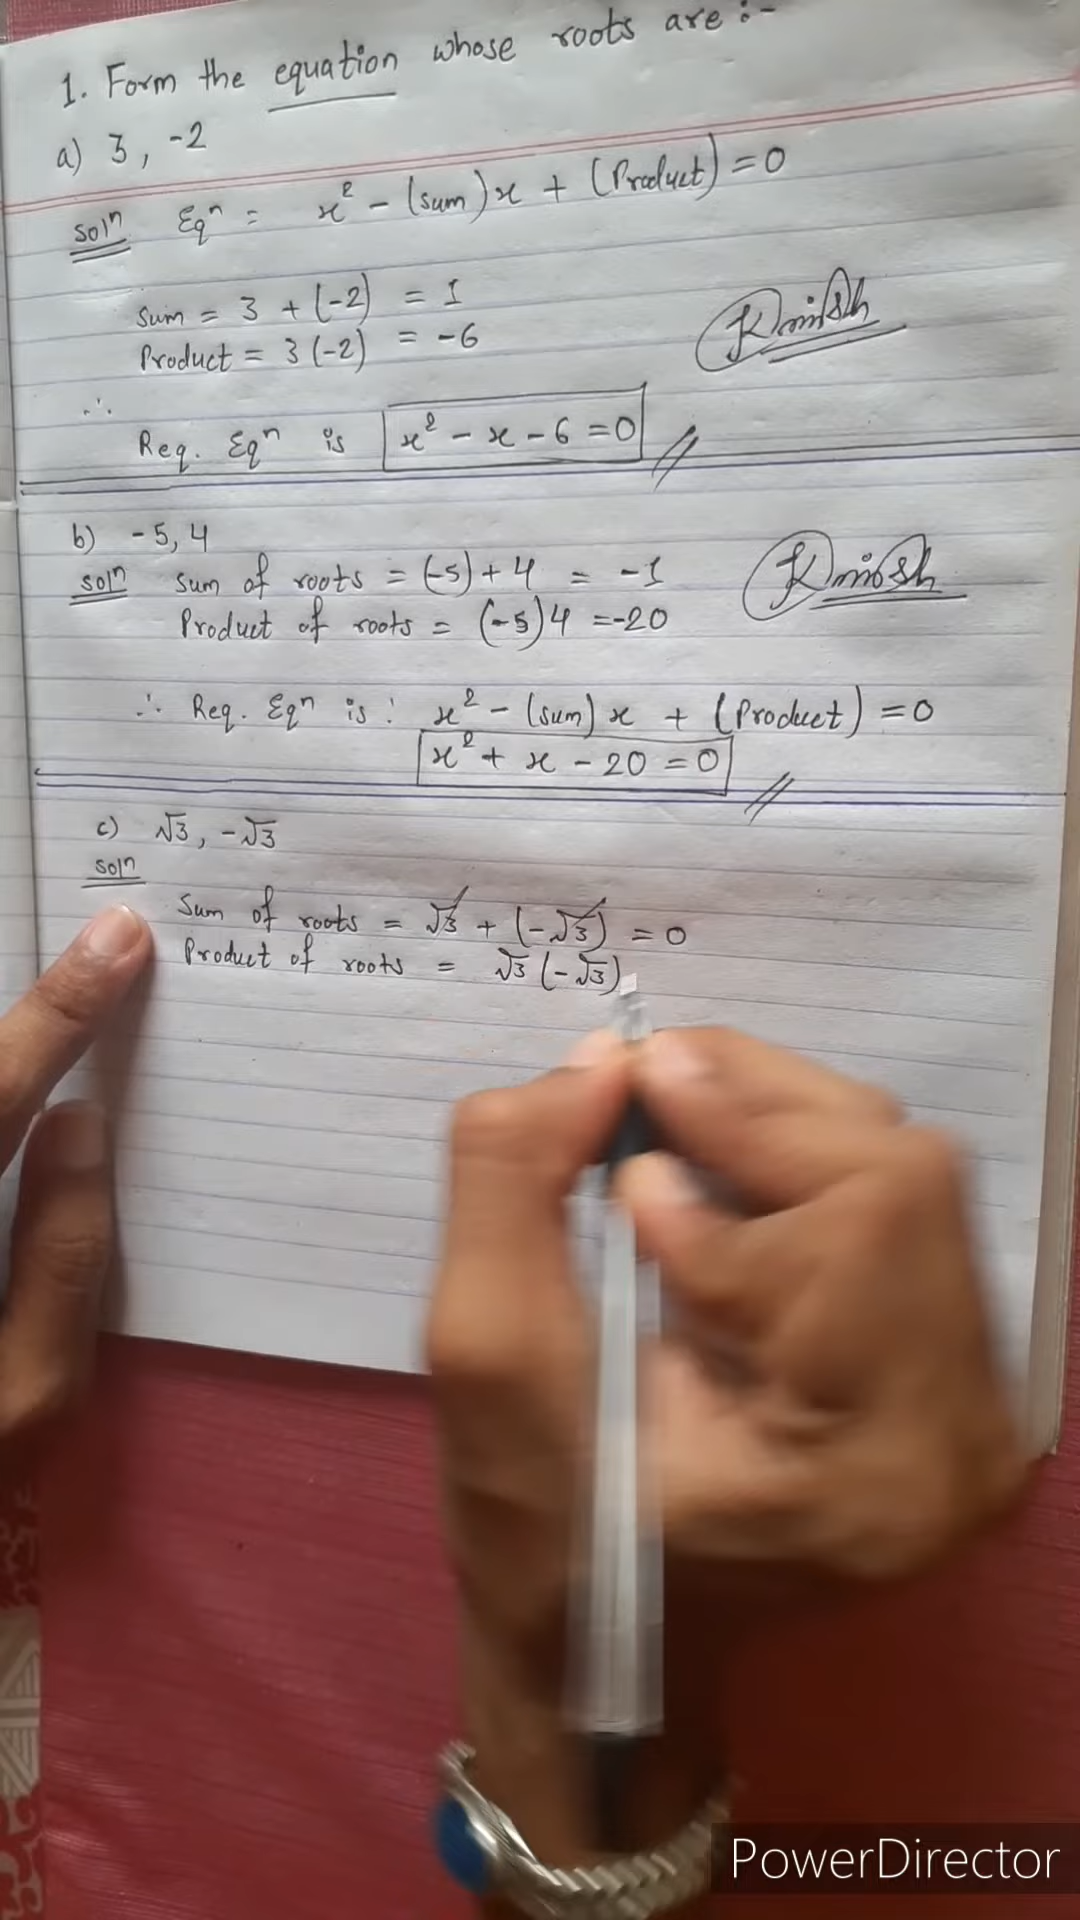 1. Form the equation whose roots are :-
a) 3, -2
Solⁿ Eqⁿ = x² - (sum)x + (Product) = 0
Sum = 3 + (-2) = 1
Product = 3(-2) = -6
∴
Req. Eqⁿ is x² - x - 6 = 0
b) -5, 4
Solⁿ Sum of roots = (-5) + 4 = -1
Product of roots = (-5)4 = -20
∴ Req. Eqⁿ is : x² - (sum) x + (Product) = 0
x² + x - 20 = 0
c) √3, -√3
Solⁿ
Sum of roots = √3 + (-√3) = 0
Product of roots = √3 (-√3)
PowerDirector